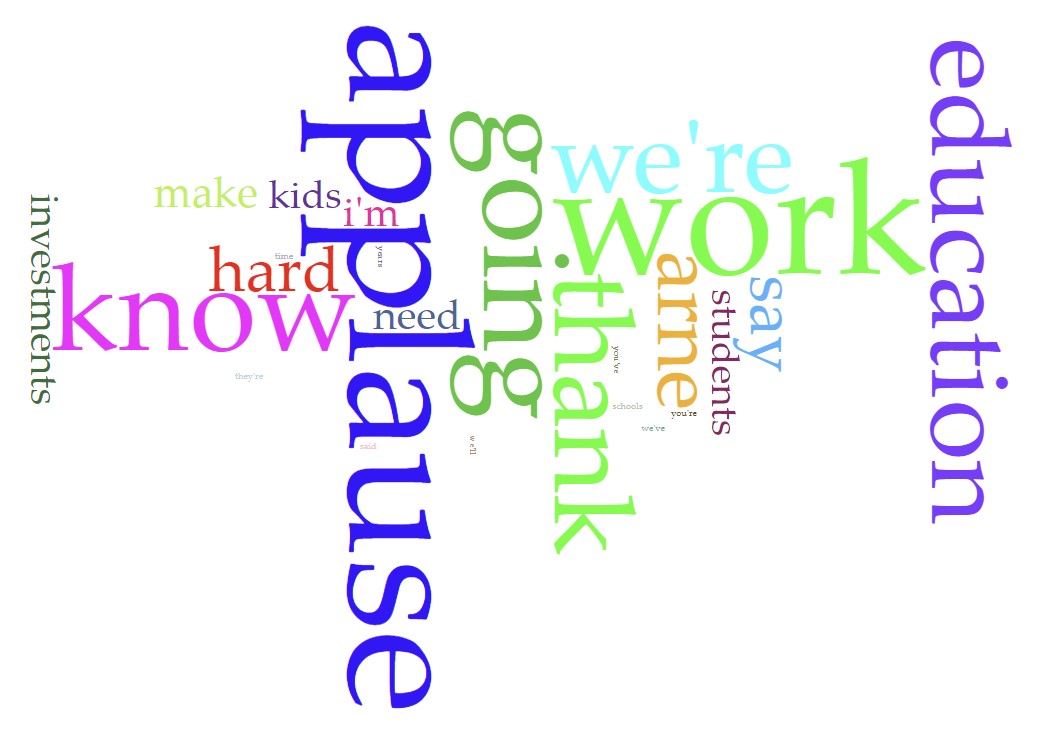 applause
education
going
we're
work
investments
make
kids
i'm
time
years
hard
know
need
thank
arne
say
students
you've
they're
schools
you're
we've
said
we'll